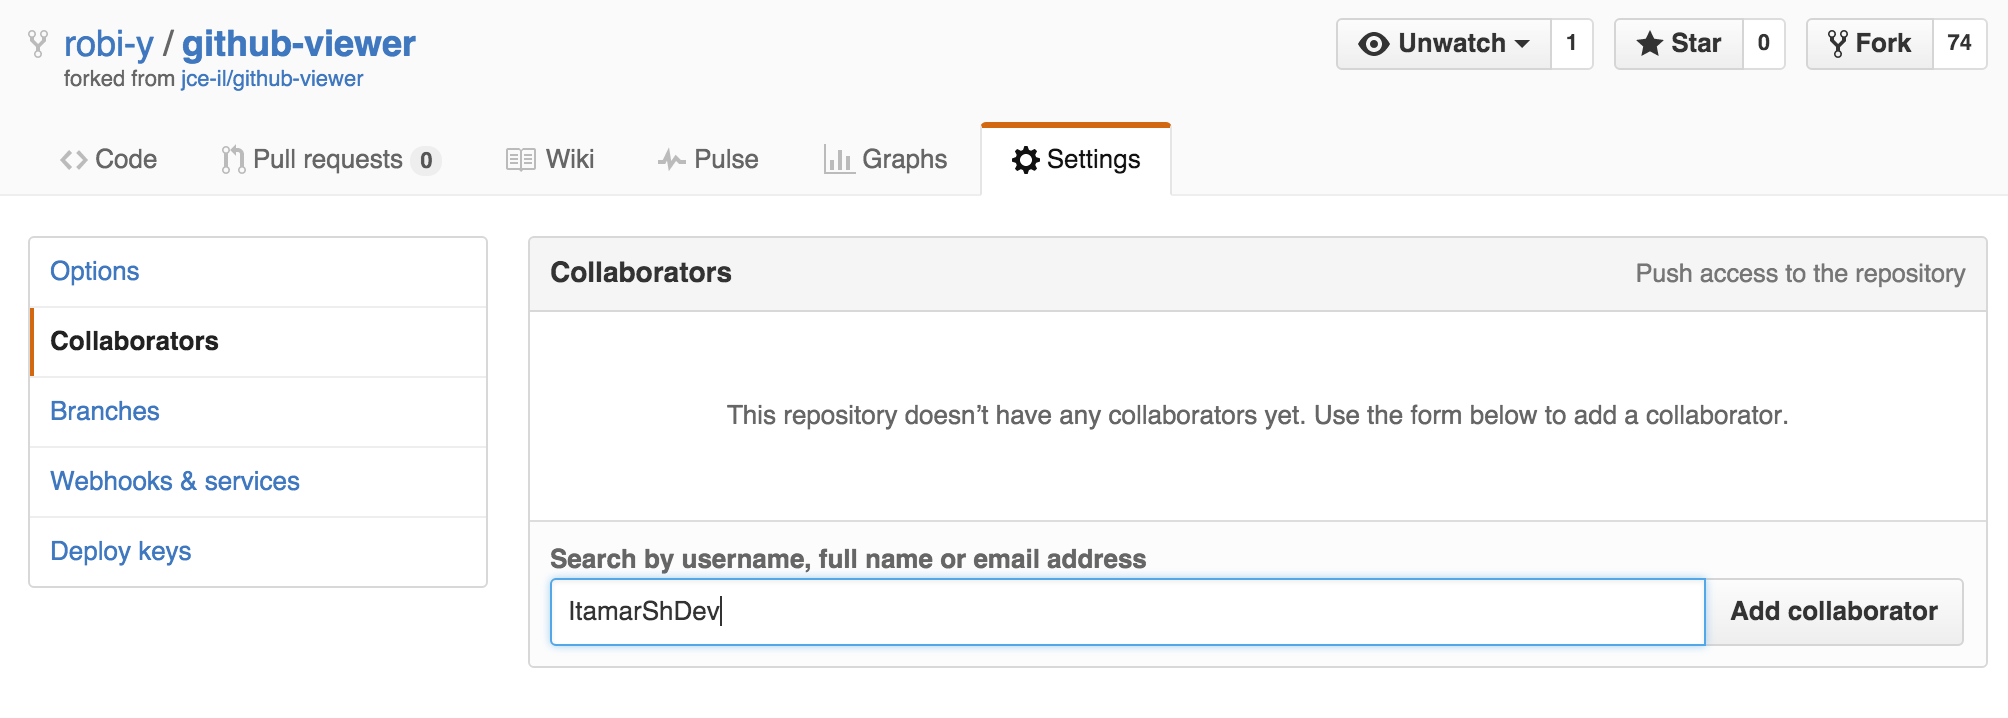 robi-y / github-viewer
forked from jce-il/github-viewer
Unwatch 1
Star 0
Fork 74
Code
Pull requests 0
Wiki
Pulse
Graphs
Settings
Options
Collaborators
Branches
Webhooks & services
Deploy keys
Collaborators
Push access to the repository
This repository doesn’t have any collaborators yet. Use the form below to add a collaborator.
Search by username, full name or email address
ItamarShDev
Add collaborator